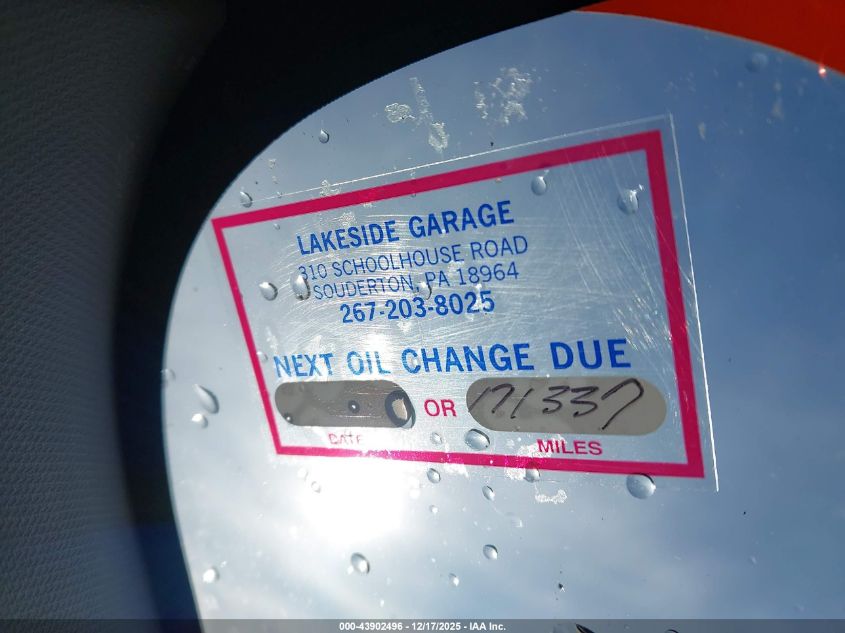 LAKESIDE GARAGE
310 SCHOOLHOUSE ROAD
SOUDERTON, PA 18964
267-203-8025
NEXT OIL CHANGE DUE
OR 171337
DATE MILES
000-43902496 - 12/17/2025 - IAA Inc.